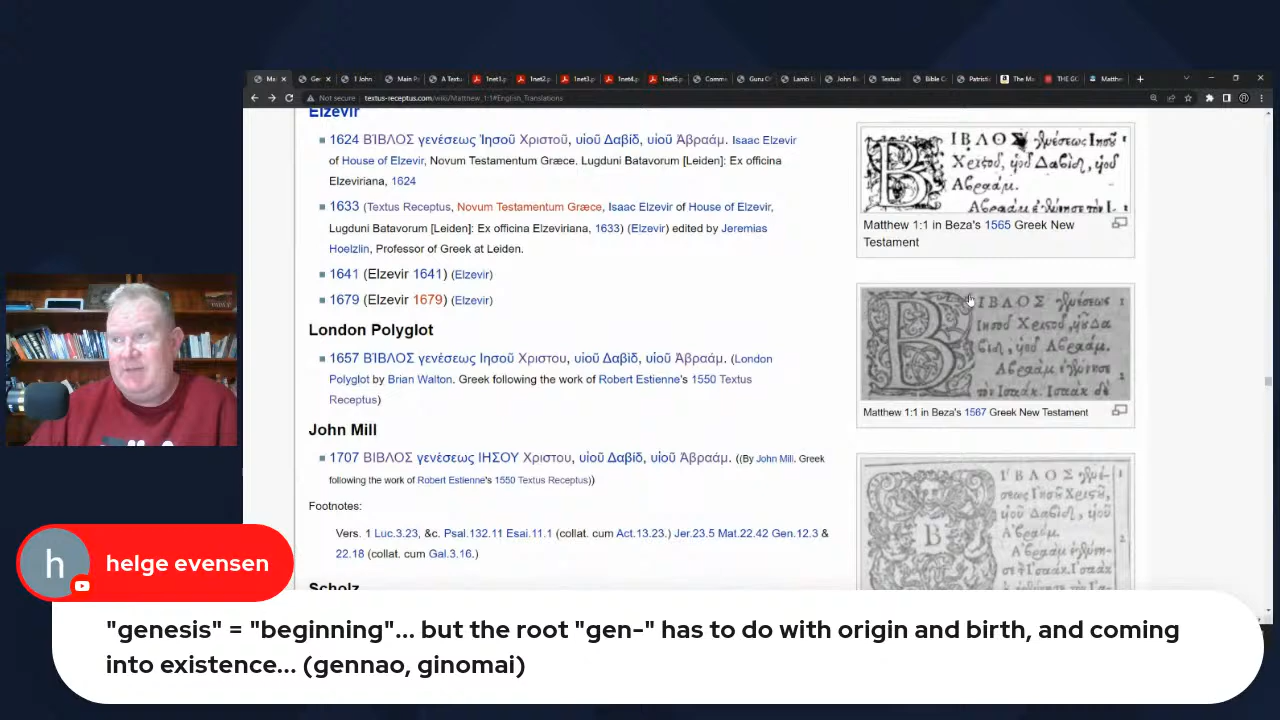 Not secure
textus-receptus.com/wiki/Matthew_1:1#English_Translations
Elzevir
1624 ΒΊΒΛΟΣ γενέσεως Ἰησοῦ Χριστοῦ, υἱοῦ Δαβίδ, υἱοῦ Ἀβραάμ. Isaac Elzevir
of House of Elzevir, Novum Testamentum Græce. Lugduni Batavorum [Leiden]: Ex officina
Elzeviriana, 1624
1633 (Textus Receptus, Novum Testamentum Græce, Isaac Elzevir of House of Elzevir,
Lugduni Batavorum [Leiden]: Ex officina Elzeviriana, 1633) (Elzevir) edited by Jeremias
Hoelzlin, Professor of Greek at Leiden.
1641 (Elzevir 1641) (Elzevir)
1679 (Elzevir 1679) (Elzevir)
London Polyglot
1657 ΒΊΒΛΟΣ γενέσεως Ιησοῦ Χριστου, υἱοῦ Δαβίδ, υἱοῦ Ἀβραάμ. (London
Polyglot by Brian Walton. Greek following the work of Robert Estienne's 1550 Textus
Receptus)
John Mill
1707 ΒΙΒΛΟΣ γενέσεως ΙΗΣΟΥ Χριστου, υἱοῦ Δαβίδ, υἱοῦ Ἀβραάμ. ((By John Mill. Greek
following the work of Robert Estienne's 1550 Textus Receptus))
Footnotes:
Vers. 1 Luc.3.23, &c. Psal.132.11 Esai.11.1 (collat. cum Act.13.23.) Jer.23.5 Mat.22.42 Gen.12.3 &
22.18 (collat. cum Gal.3.16.)
Scholz
Matthew 1:1 in Beza's 1565 Greek New
Testament
Matthew 1:1 in Beza's 1567 Greek New Testament
h
helge evensen
"genesis" = "beginning"... but the root "gen-" has to do with origin and birth, and coming
into existence... (gennao, ginomai)